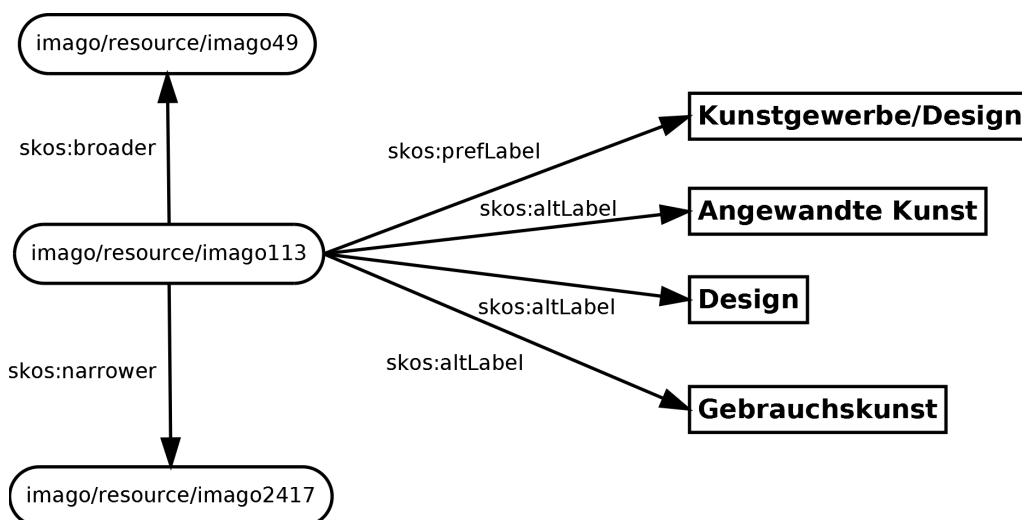 imago/resource/imago49
skos:broader
Kunstgewerbe/Design
skos:prefLabel
skos:altLabel
Angewandte Kunst
imago/resource/imago113
Design
skos:altLabel
skos:altLabel
skos:narrower
Gebrauchskunst
imago/resource/imago2417